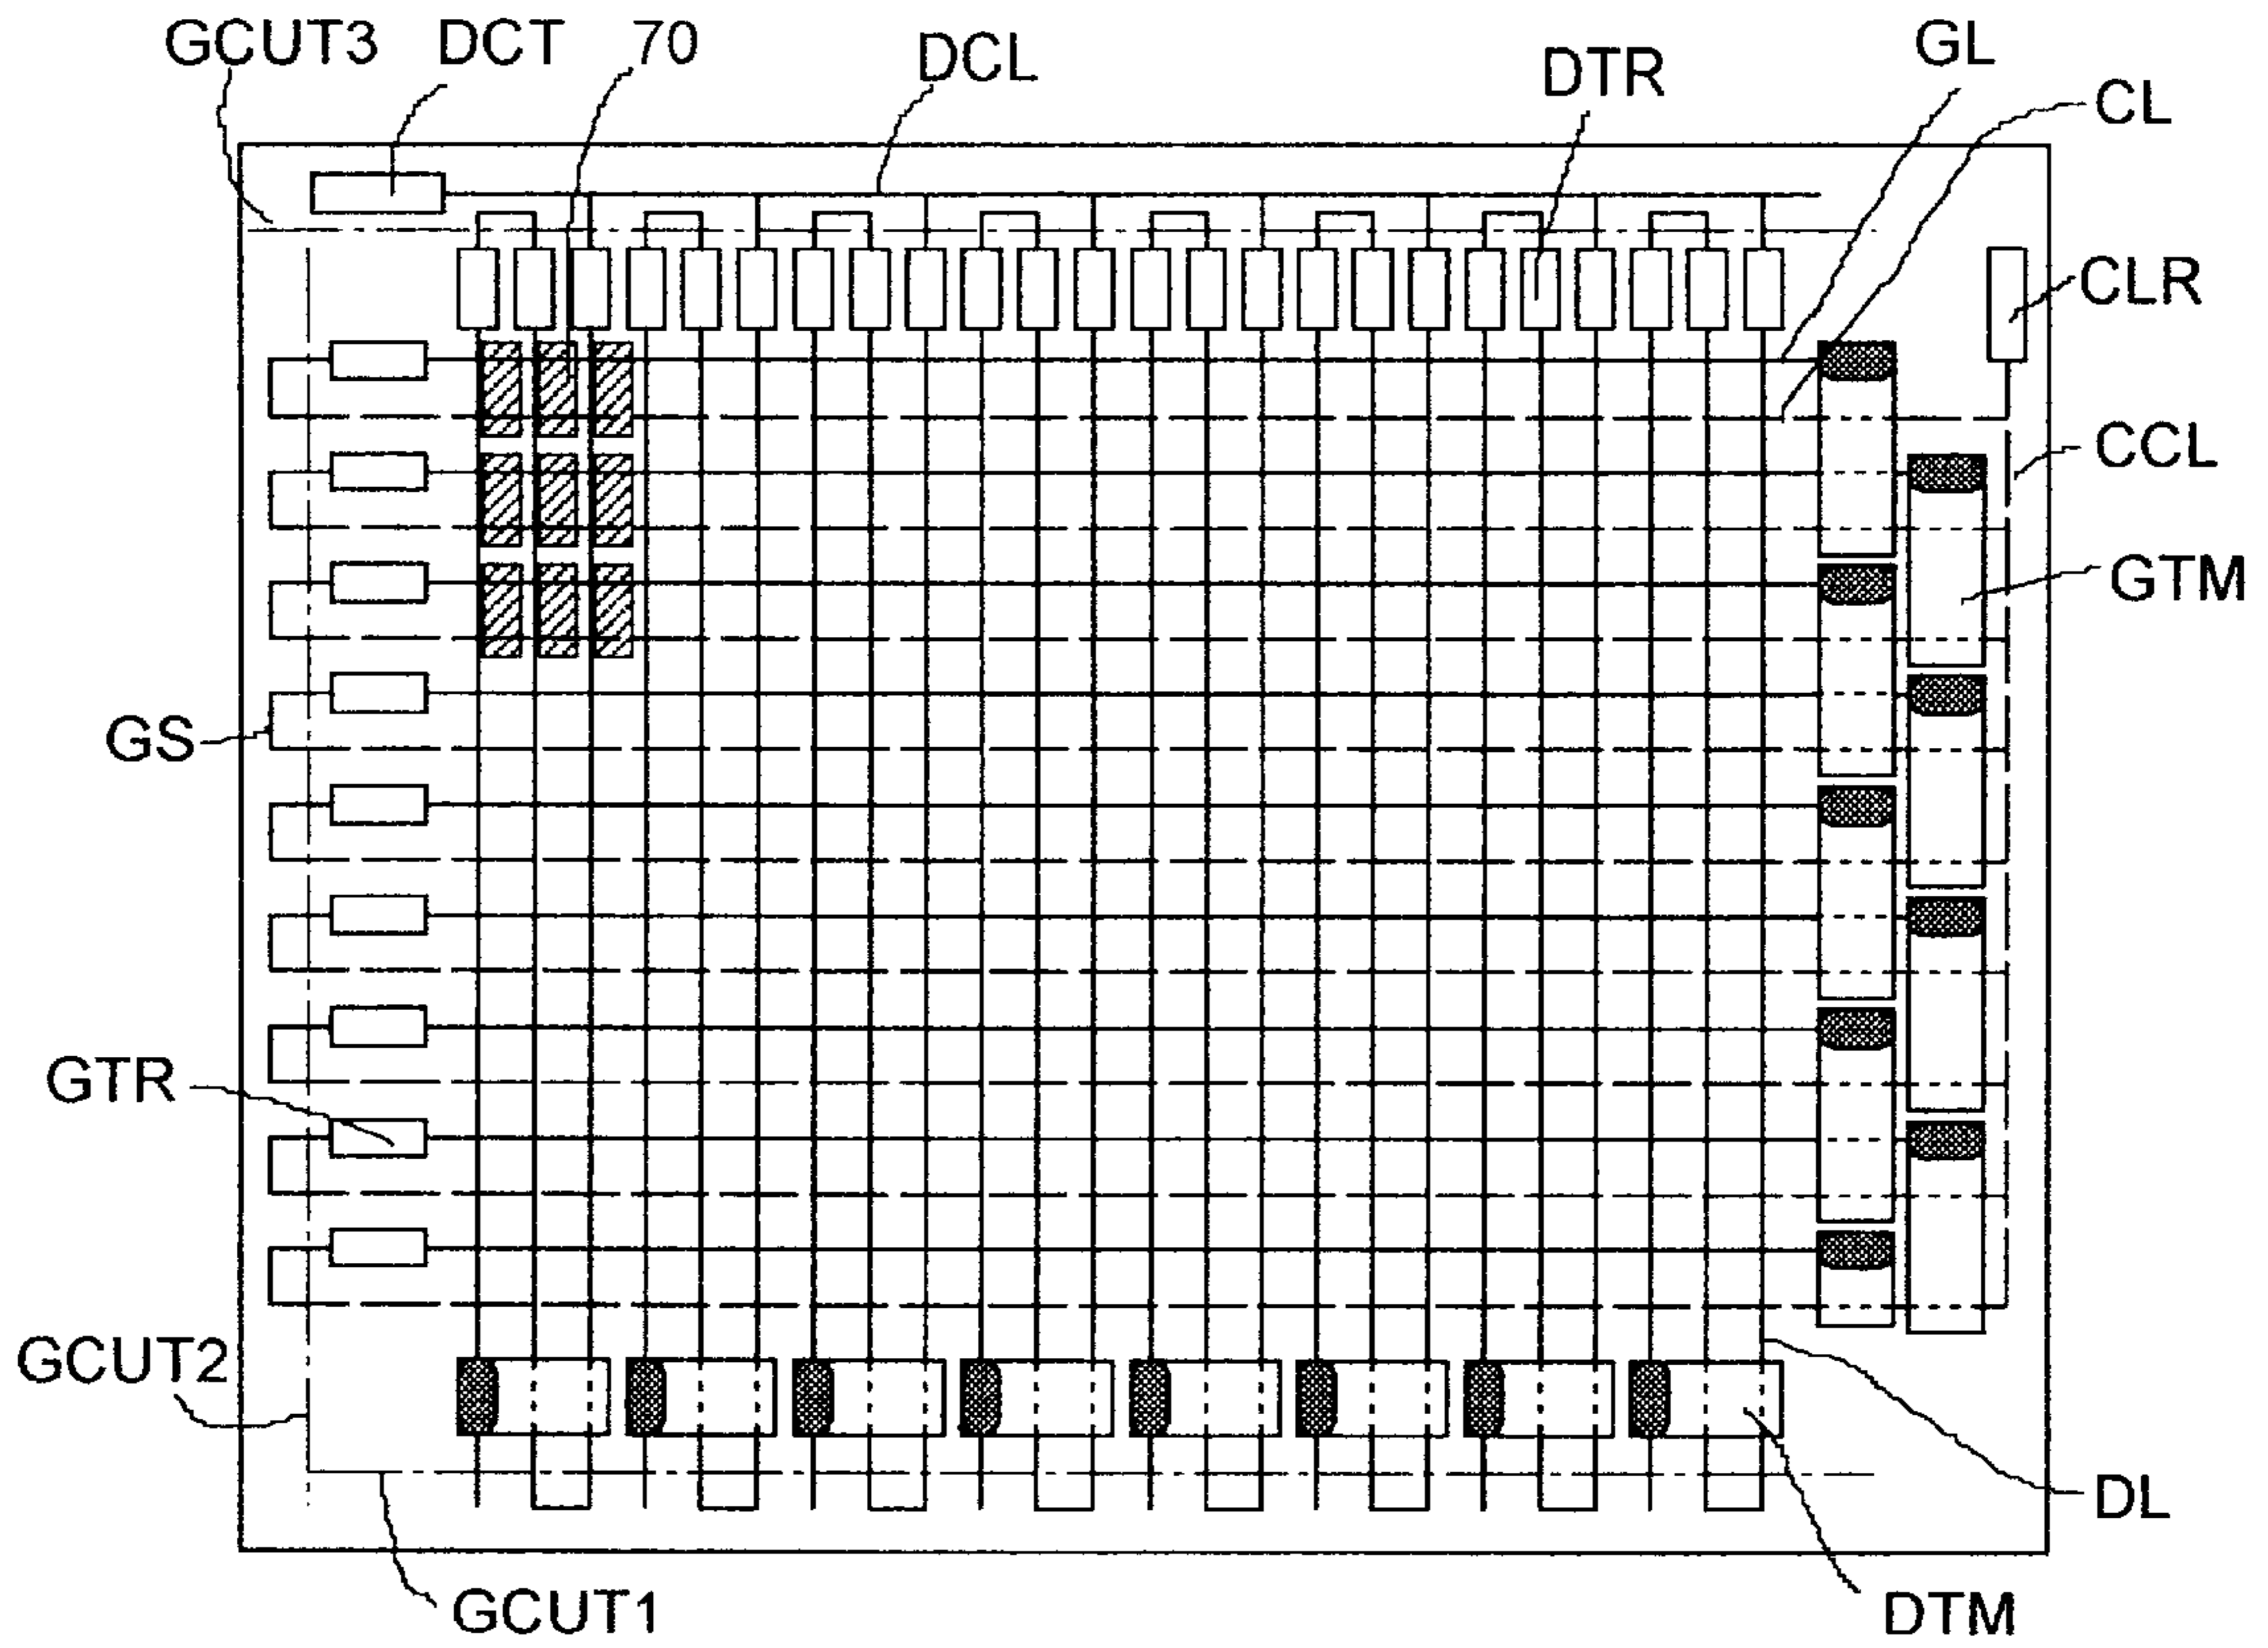 GCUT3 DCT 70 DCL DTR GL
CL
CLR
CCL
GTM
GS
GTR
GCUT2
DL
GCUT1
DTM